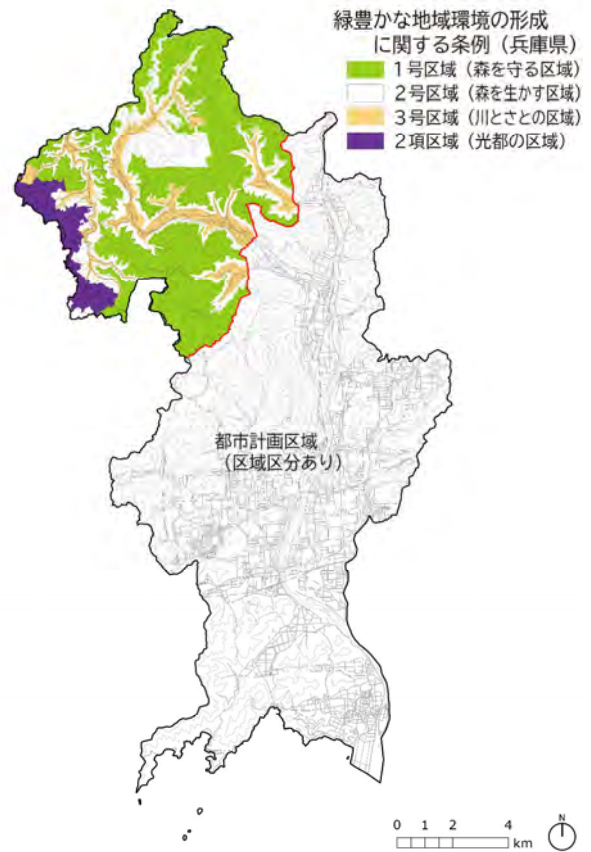 緑豊かな地域環境の形成
に関する条例（兵庫県）
1号区域（森を守る区域）
2号区域（森を生かす区域）
3号区域（川とさとの区域）
2項区域（光都の区域）
都市計画区域
（区域区分あり）
0 1 2 4
km
N